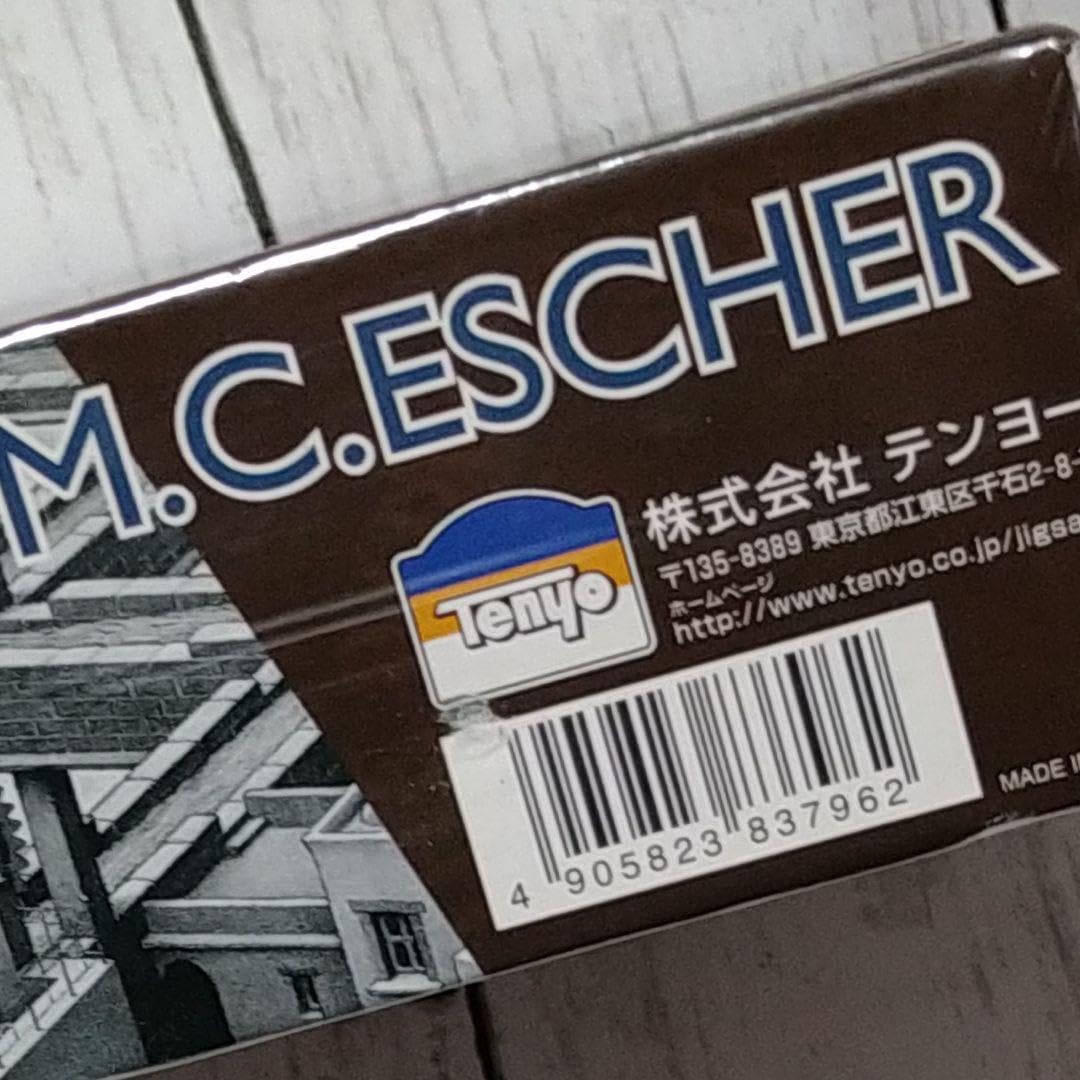 M.C.ESCHER
Tenyo
株式会社 テンヨー
〒135-8389 東京都江東区千石2-8-
ホームページ
http://www.tenyo.co.jp/jigsa
4 905823 837962
MADE I